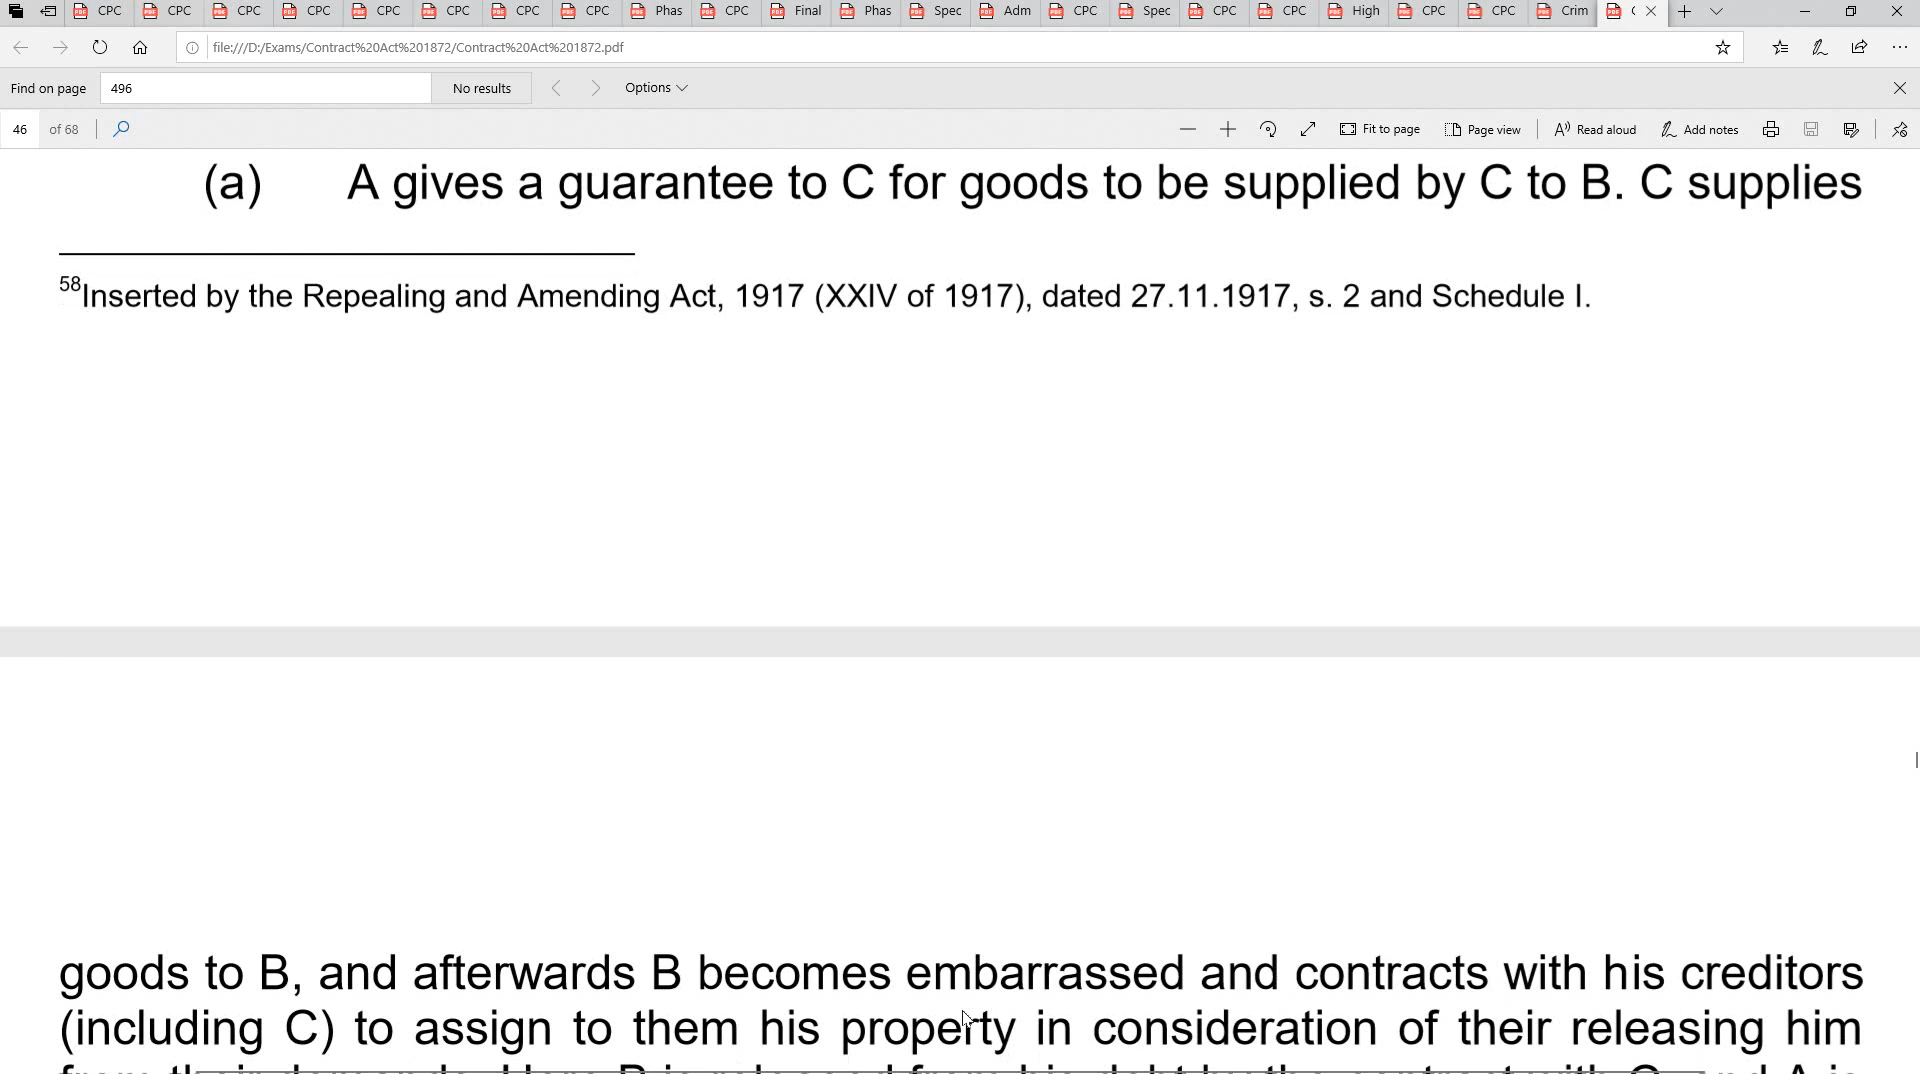 CPC CPC CPC CPC CPC CPC CPC CPC Phas CPC Final Phas Spec Adm CPC Spec CPC CPC High CPC CPC Crim
file:///D:/Exams/Contract%20Act%201872/Contract%20Act%201872.pdf
Find on page 496 No results Options
46 of 68 Fit to page Page view Read aloud Add notes
(a) A gives a guarantee to C for goods to be supplied by C to B. C supplies
58Inserted by the Repealing and Amending Act, 1917 (XXIV of 1917), dated 27.11.1917, s. 2 and Schedule I.
goods to B, and afterwards B becomes embarrassed and contracts with his creditors
(including C) to assign to them his property in consideration of their releasing him